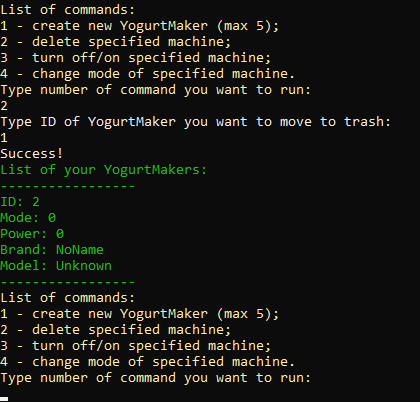 List of commands:
1 - create new YogurtMaker (max 5);
2 - delete specified machine;
3 - turn off/on specified machine;
4 - change mode of specified machine.
Type number of command you want to run:
2
Type ID of YogurtMaker you want to move to trash:
1
Success!
List of your YogurtMakers:
-----------------
ID: 2
Mode: 0
Power: 0
Brand: NoName
Model: Unknown
-----------------
List of commands:
1 - create new YogurtMaker (max 5);
2 - delete specified machine;
3 - turn off/on specified machine;
4 - change mode of specified machine.
Type number of command you want to run: